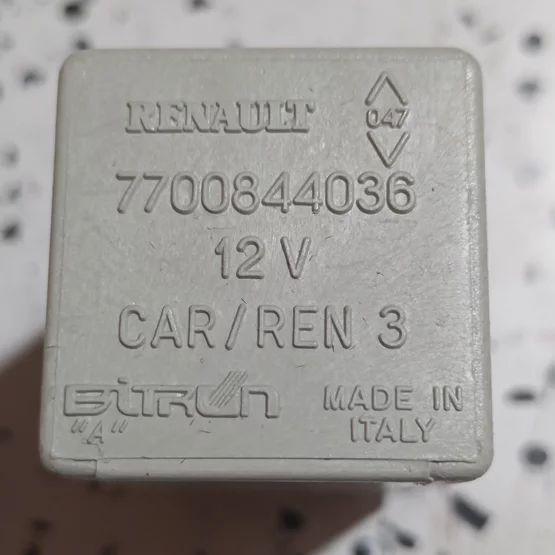 RENAULT
047
7700844036
12 V
CAR/REN 3
BITRON
"A"
MADE IN
ITALY